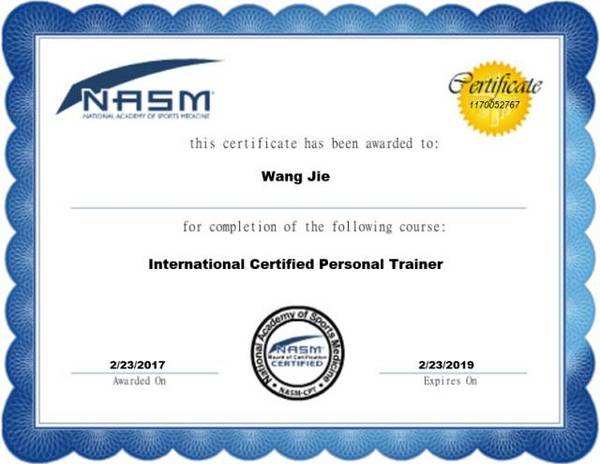 NASM
NATIONAL ACADEMY OF SPORTS MEDICINE
Certificate
1170052767
this certificate has been awarded to:
Wang Jie
for completion of the following course:
International Certified Personal Trainer
National Academy of Sports Medicine
NASM
Board of Certification
CERTIFIED
• NASM-CPT •
2/23/2017
Awarded On
2/23/2019
Expires On